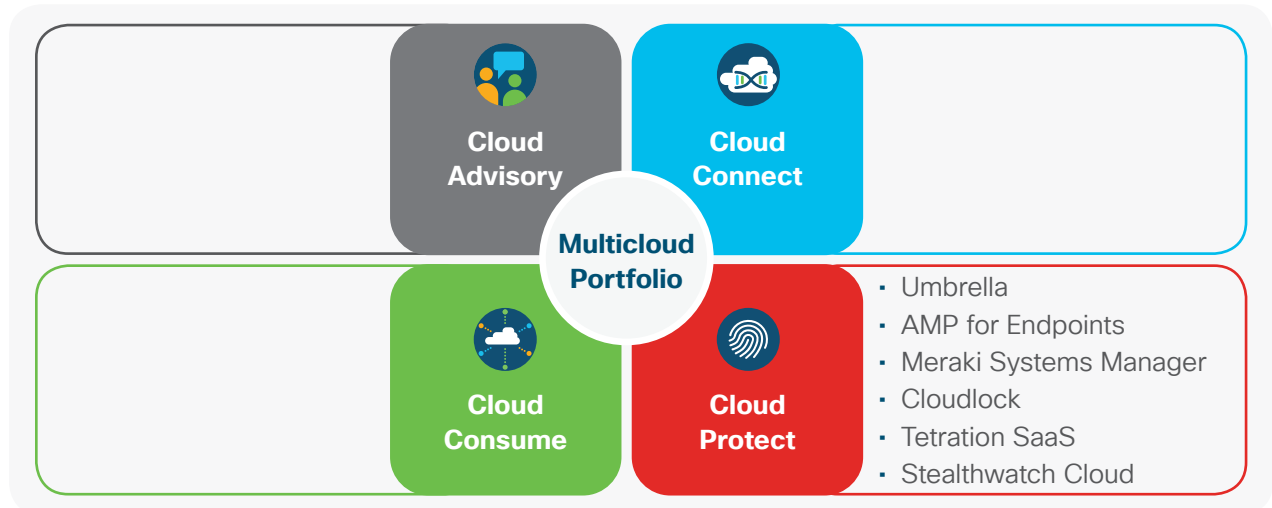 Cloud
Advisory
Cloud
Connect
Multicloud
Portfolio
Cloud
Consume
Cloud
Protect
▪ Umbrella
▪ AMP for Endpoints
▪ Meraki Systems Manager
▪ Cloudlock
▪ Tetration SaaS
▪ Stealthwatch Cloud